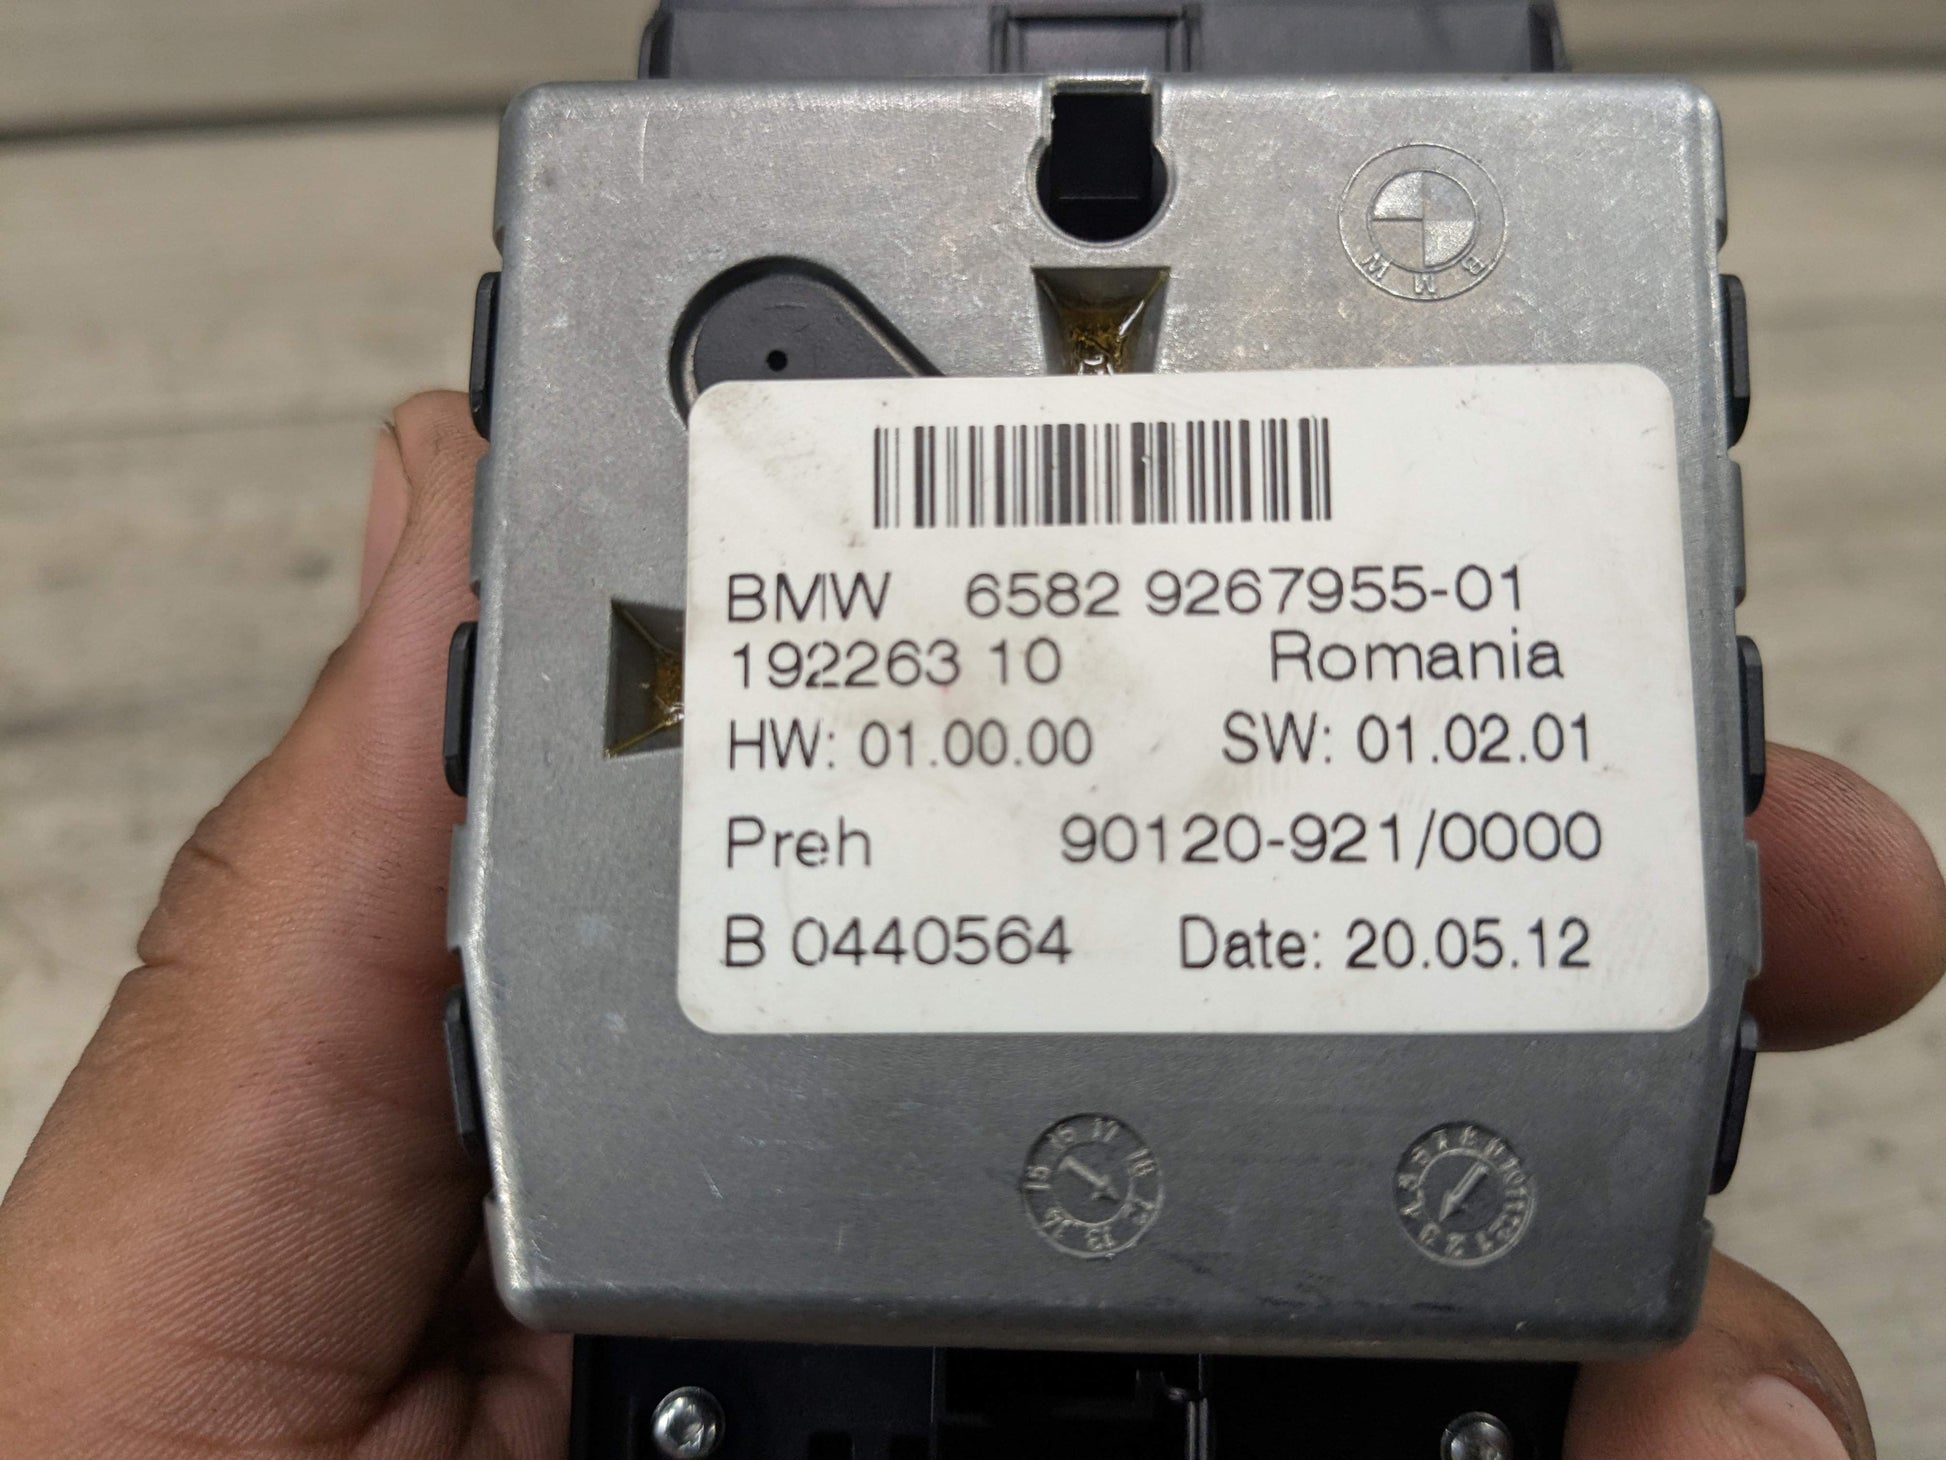 BMW
BMW 6582 9267955-01
192263 10 Romania
HW: 01.00.00 SW: 01.02.01
Preh 90120-921/0000
B 0440564 Date: 20.05.12